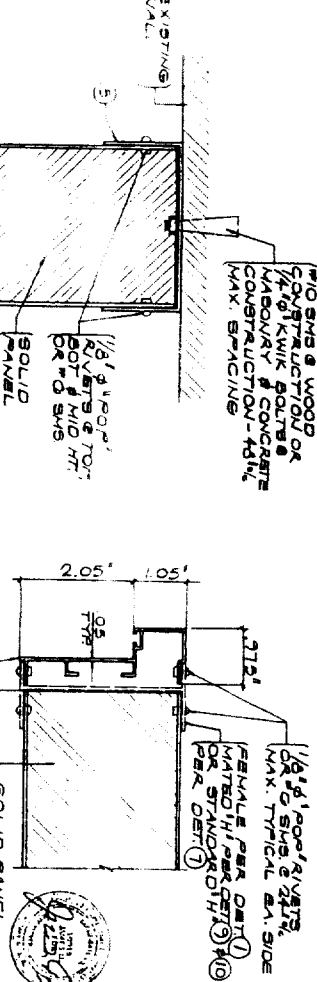 EXISTING
WALL
#10 SMS @ WOOD
CONSTRUCTION OR
1/4"ø KWIK BOLTS @
MASONRY & CONCRETE
CONSTRUCTION - 48"o/c
MAX. SPACING
5
1/8"ø "POP"
RIVETS @ TOP,
BOT & MID HT.
OR #8 SMS
SOLID
PANEL
2.05"
1.05"
.05
TYP
.775"
1/8"ø "POP" RIVETS
OR #8 SMS @ 24"o/c
MAX. TYPICAL EA. SIDE
FEMALE PER DET 1
MATED 'H' PER DET 9 & 10
OR STANDARD 'H'
PER DET 7
SOLID PANEL